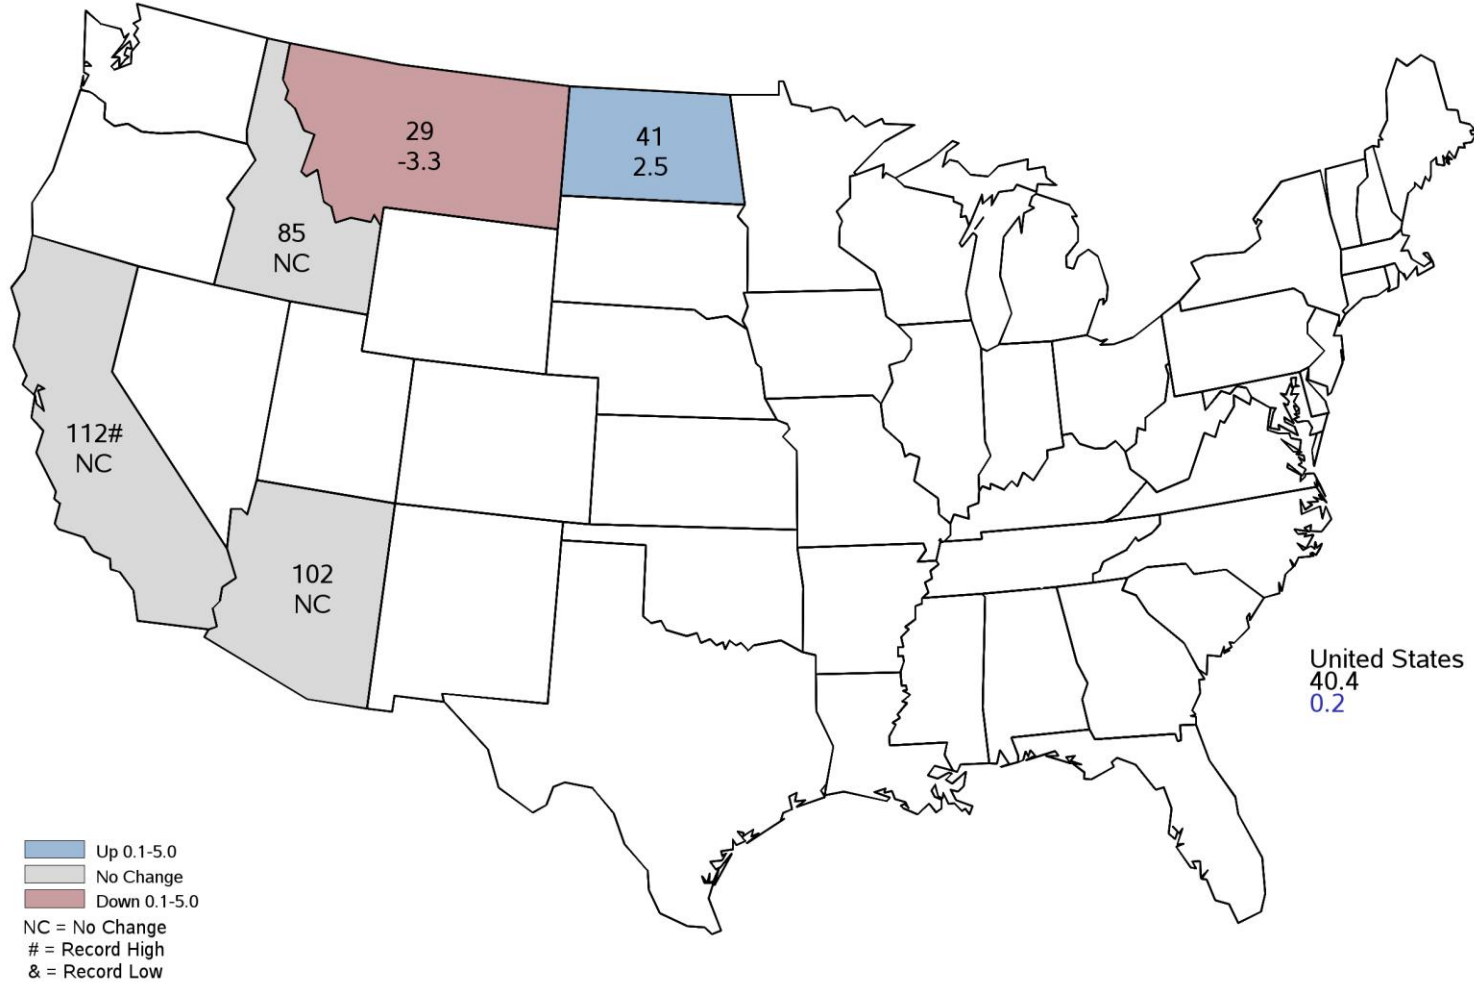 29
-3.3
41
2.5
85
NC
112#
NC
102
NC
United States
40.4
0.2
Up 0.1-5.0
No Change
Down 0.1-5.0
NC = No Change
# = Record High
& = Record Low